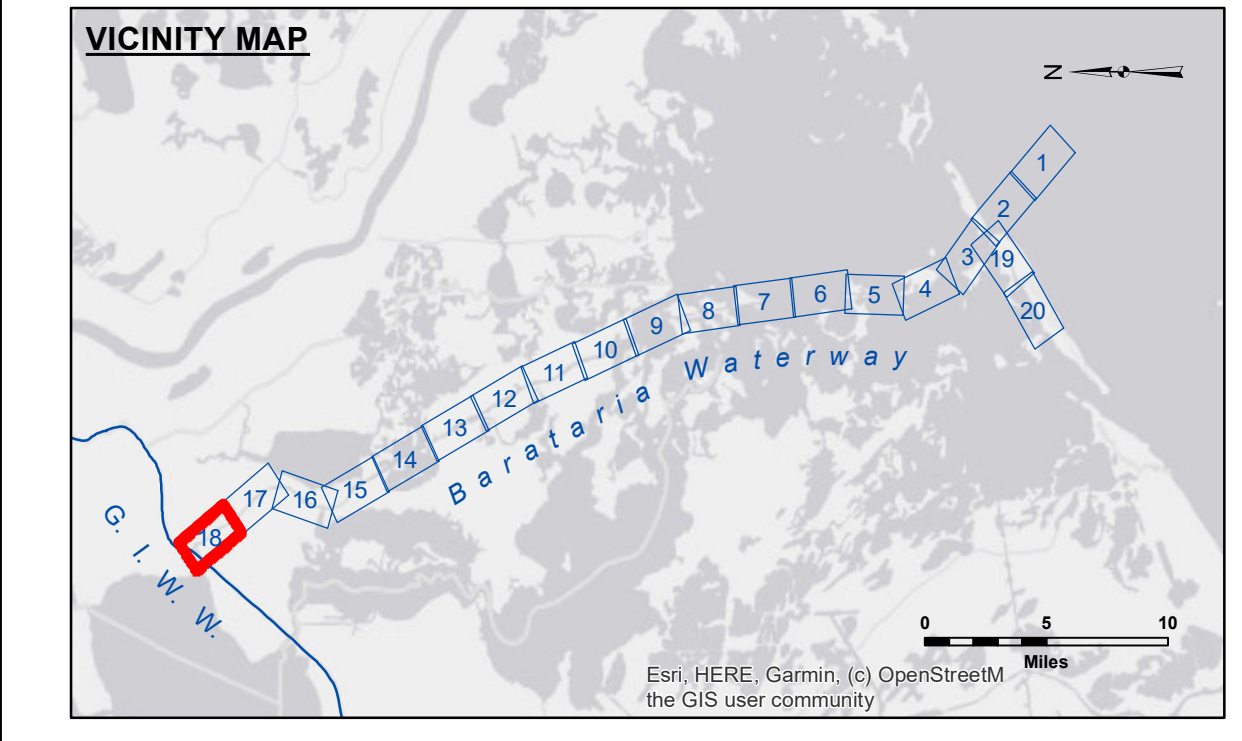 VICINITY MAP
N
1
2
3
19
4
5
6
7
8
20
9
10
11
12
13
14
15
16
17
18
Barataria Waterway
G. I. W. W.
0 5 10
Miles
Esri, HERE, Garmin, (c) OpenStreetM
the GIS user community